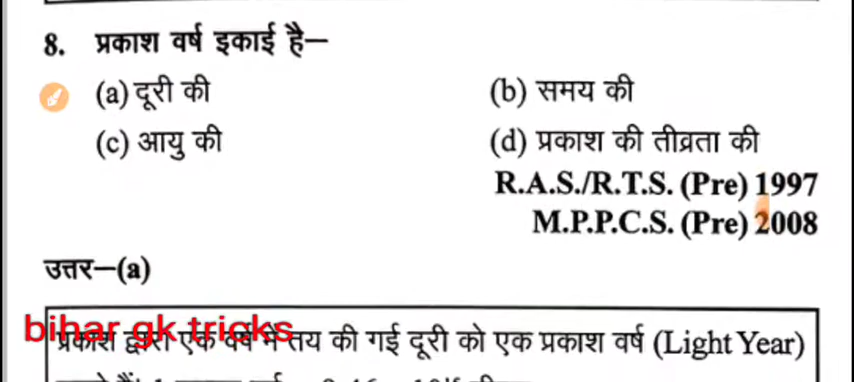 8. प्रकाश वर्ष इकाई है—
(a) दूरी की (b) समय की
(c) आयु की (d) प्रकाश की तीव्रता की
R.A.S./R.T.S. (Pre) 1997
M.P.P.C.S. (Pre) 2008
उत्तर—(a)
bihar gk tricks
प्रकाश द्वारा एक वर्ष में तय की गई दूरी को एक प्रकाश वर्ष (Light Year)